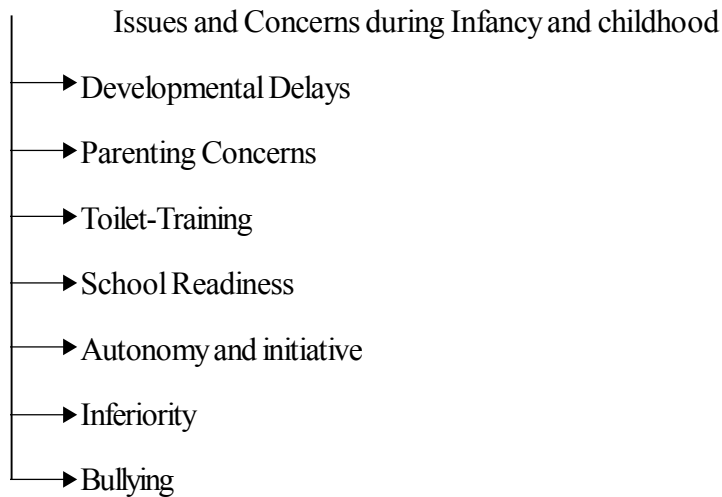 Issues and Concerns during Infancy and childhood
Developmental Delays
Parenting Concerns
Toilet-Training
School Readiness
Autonomy and initiative
Inferiority
Bullying